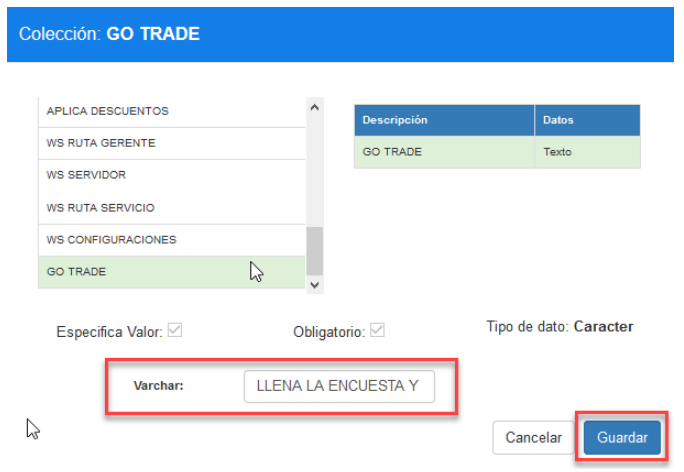 Colección: GO TRADE
APLICA DESCUENTOS
WS RUTA GERENTE
WS SERVIDOR
WS RUTA SERVICIO
WS CONFIGURACIONES
GO TRADE
Descripción Datos
GO TRADE Texto
Especifica Valor: Obligatorio: Tipo de dato: Caracter
Varchar: LLENA LA ENCUESTA Y
Cancelar Guardar